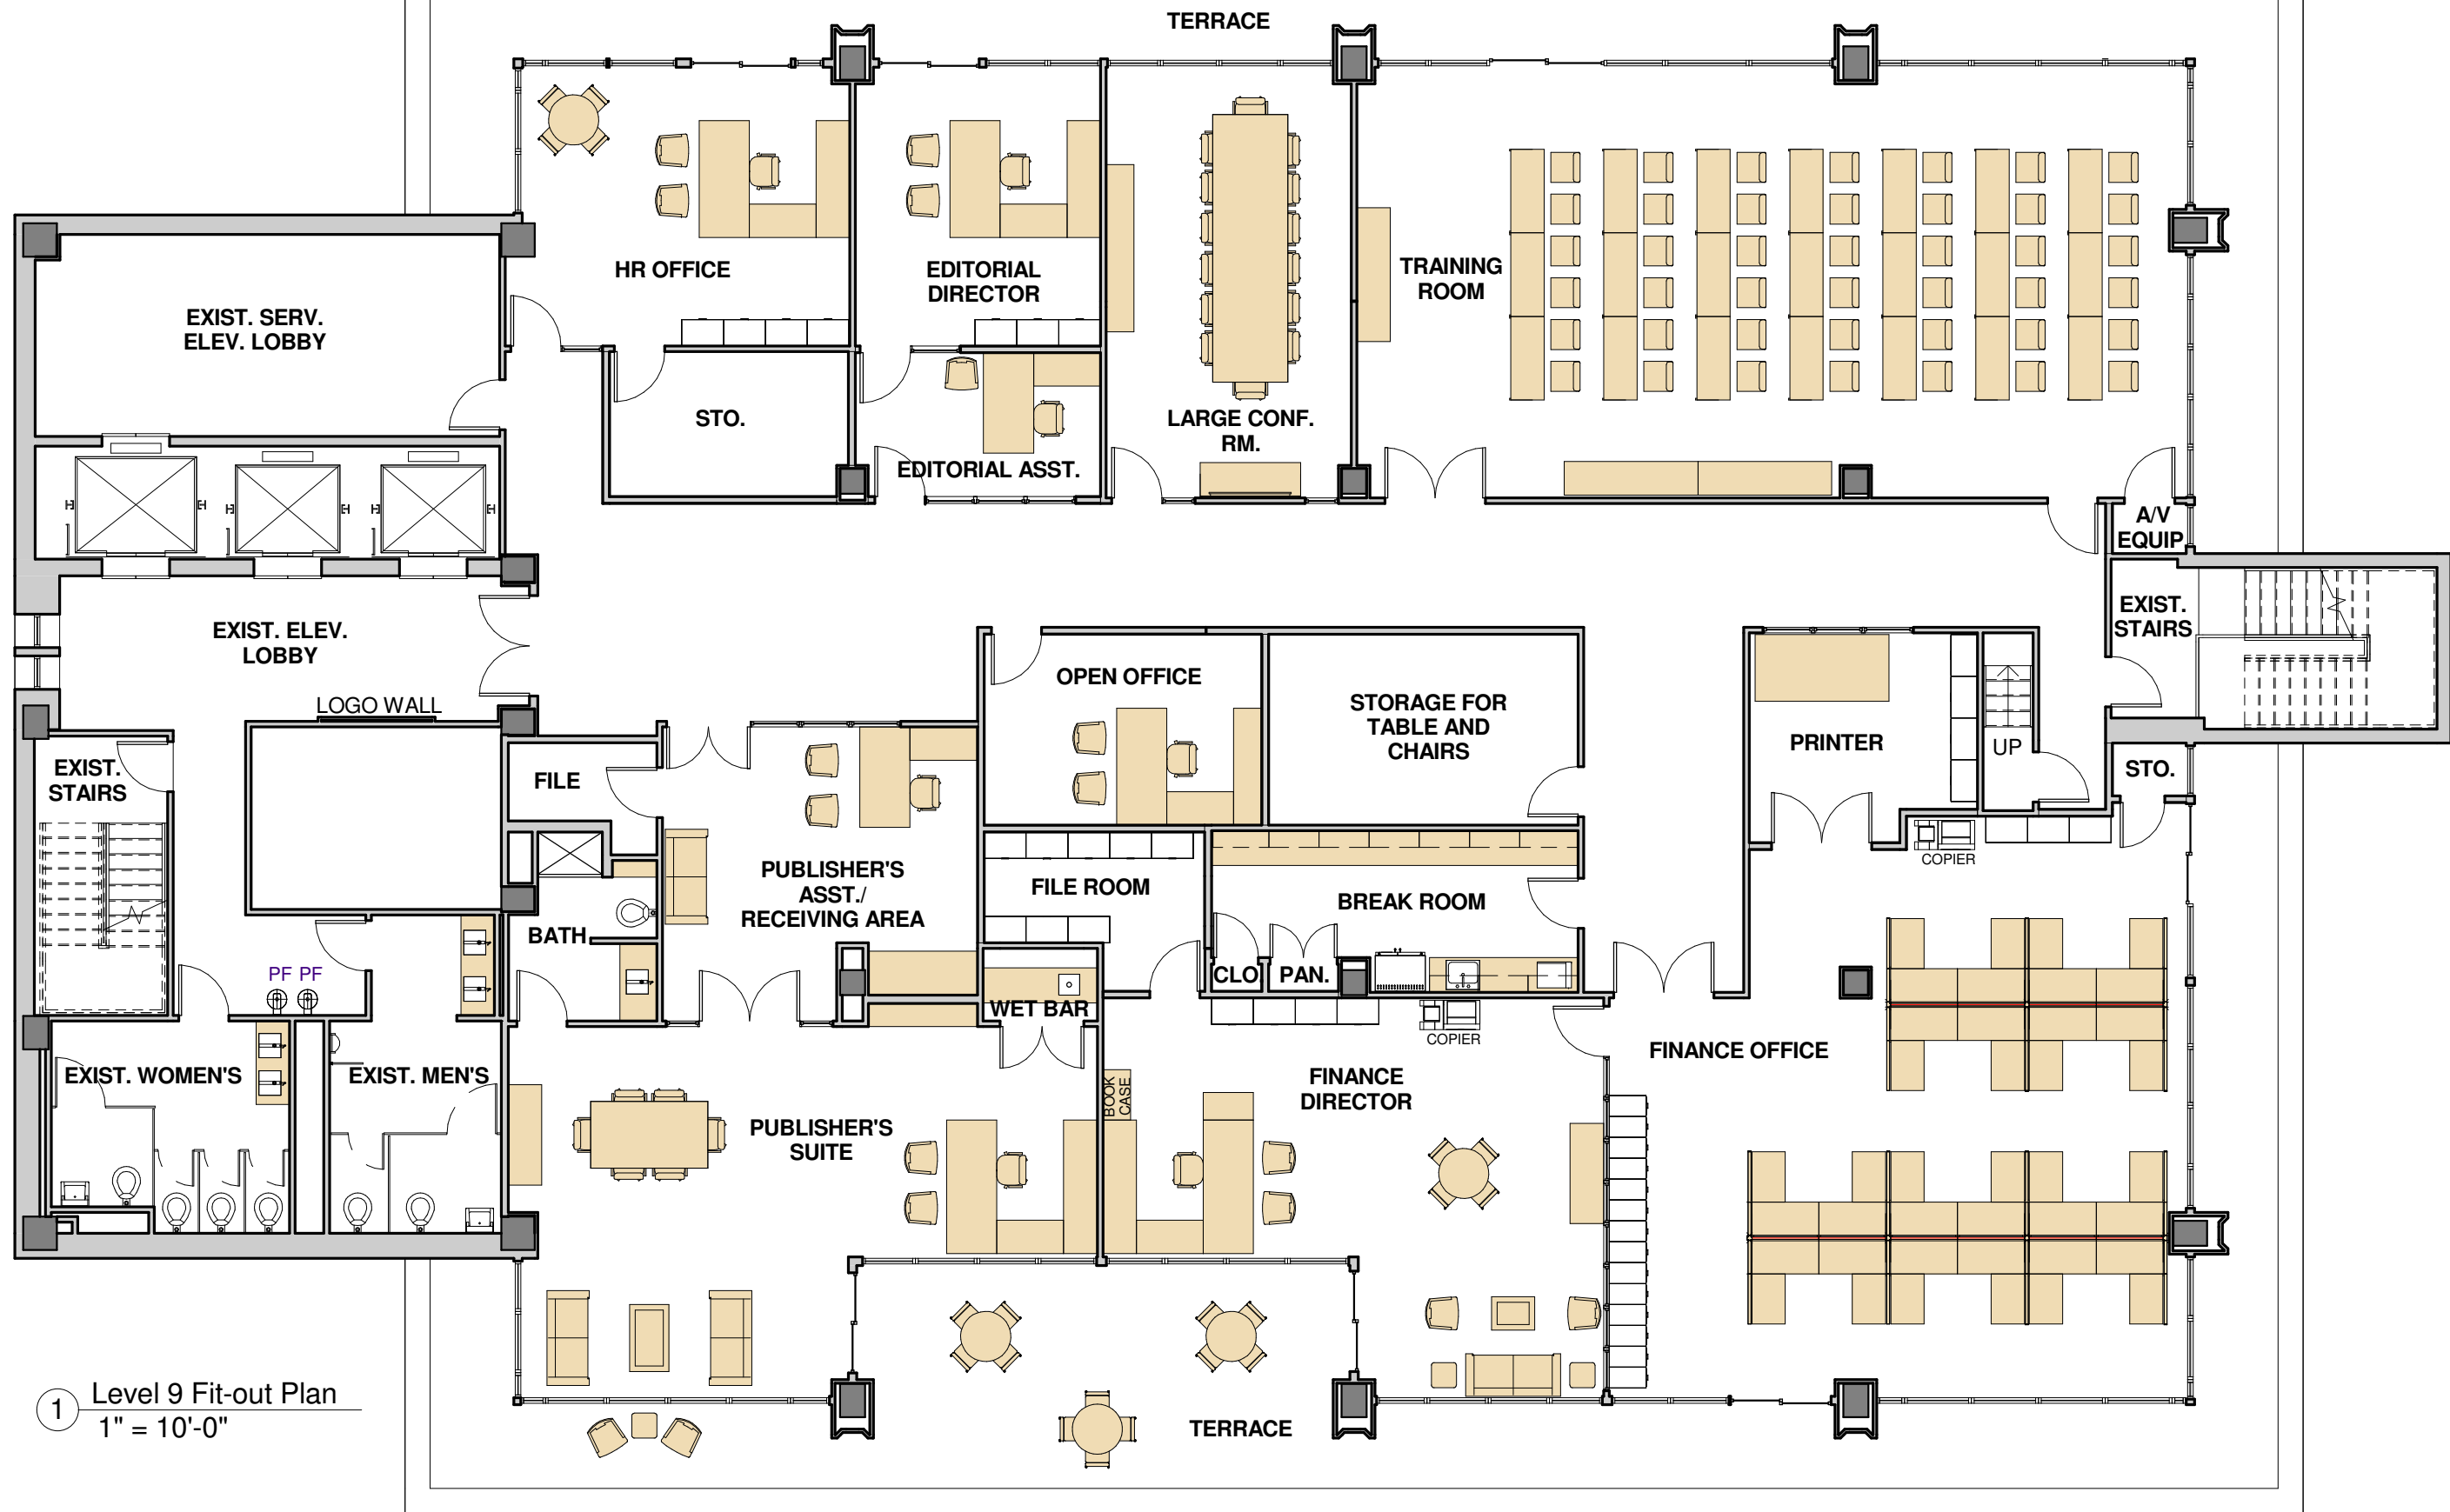 TERRACE
HR OFFICE
EDITORIAL
DIRECTOR
TRAINING
ROOM
EXIST. SERV.
ELEV. LOBBY
STO.
LARGE CONF.
RM.
EDITORIAL ASST.
A/V
EQUIP
EXIST.
STAIRS
EXIST. ELEV.
LOBBY
LOGO WALL
OPEN OFFICE
STORAGE FOR
TABLE AND
CHAIRS
PRINTER
UP
STO.
EXIST.
STAIRS
FILE
COPIER
PUBLISHER'S
ASST./
RECEIVING AREA
FILE ROOM
BREAK ROOM
BATH
PF PF
CLO
PAN.
WET BAR
COPIER
FINANCE OFFICE
EXIST. WOMEN'S
EXIST. MEN'S
BOOK
CASE
FINANCE
DIRECTOR
PUBLISHER'S
SUITE
TERRACE
1
Level 9 Fit-out Plan
1" = 10'-0"